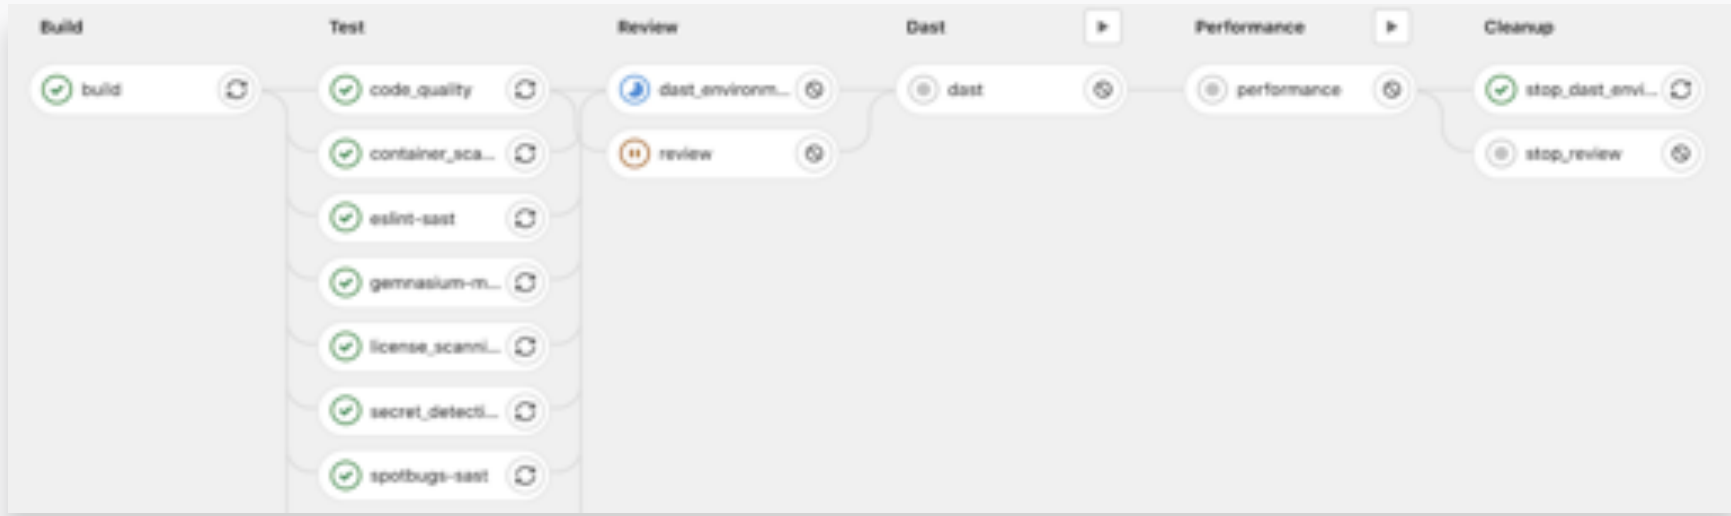 Build
Test
Review
Dast
Performance
Cleanup
build
code_quality
dast_environm...
dast
performance
stop_dast_envi...
container_sca...
review
stop_review
eslint-sast
gemnasium-m...
license_scanni...
secret_detecti...
spotbugs-sast